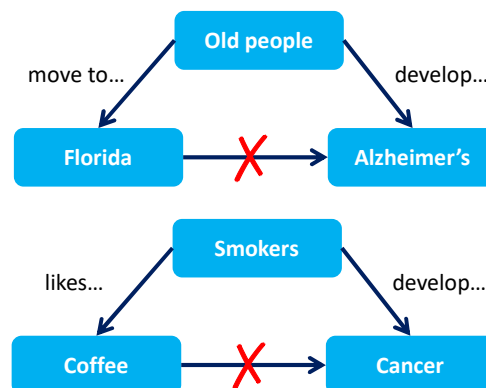 Old people
move to...
develop...
Florida
Alzheimer's
Smokers
likes...
develop...
Coffee
Cancer